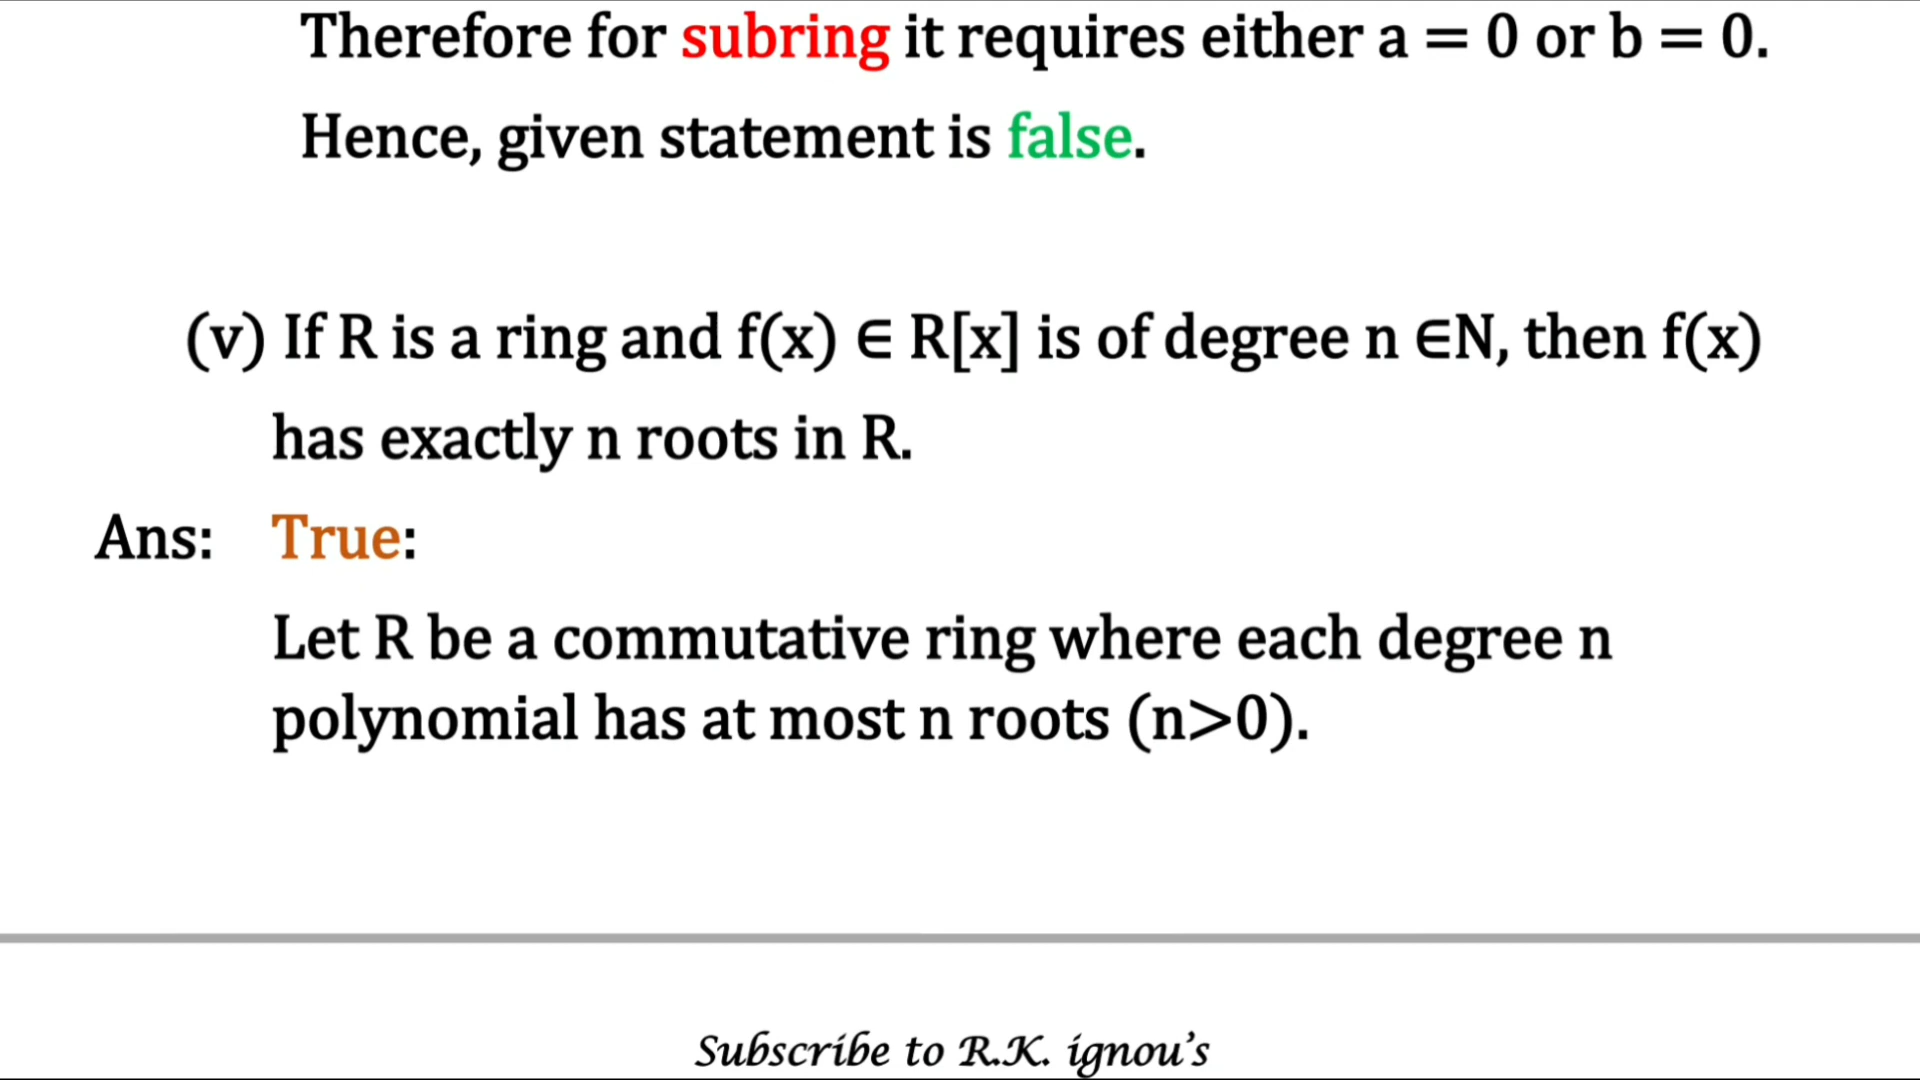 Therefore for subring it requires either a = 0 or b = 0.
Hence, given statement is false.
(v) If R is a ring and f(x) ∈ R[x] is of degree n ∈N, then f(x)
has exactly n roots in R.
Ans: True:
Let R be a commutative ring where each degree n
polynomial has at most n roots (n>0).
Subscribe to R.K. ignou's